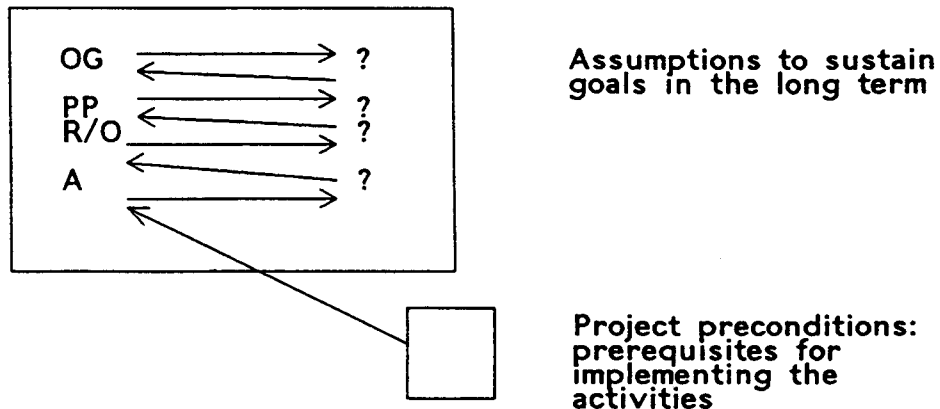 OG ?
Assumptions to sustain
goals in the long term
PP ?
R/O ?
A ?
Project preconditions:
prerequisites for
implementing the
activities